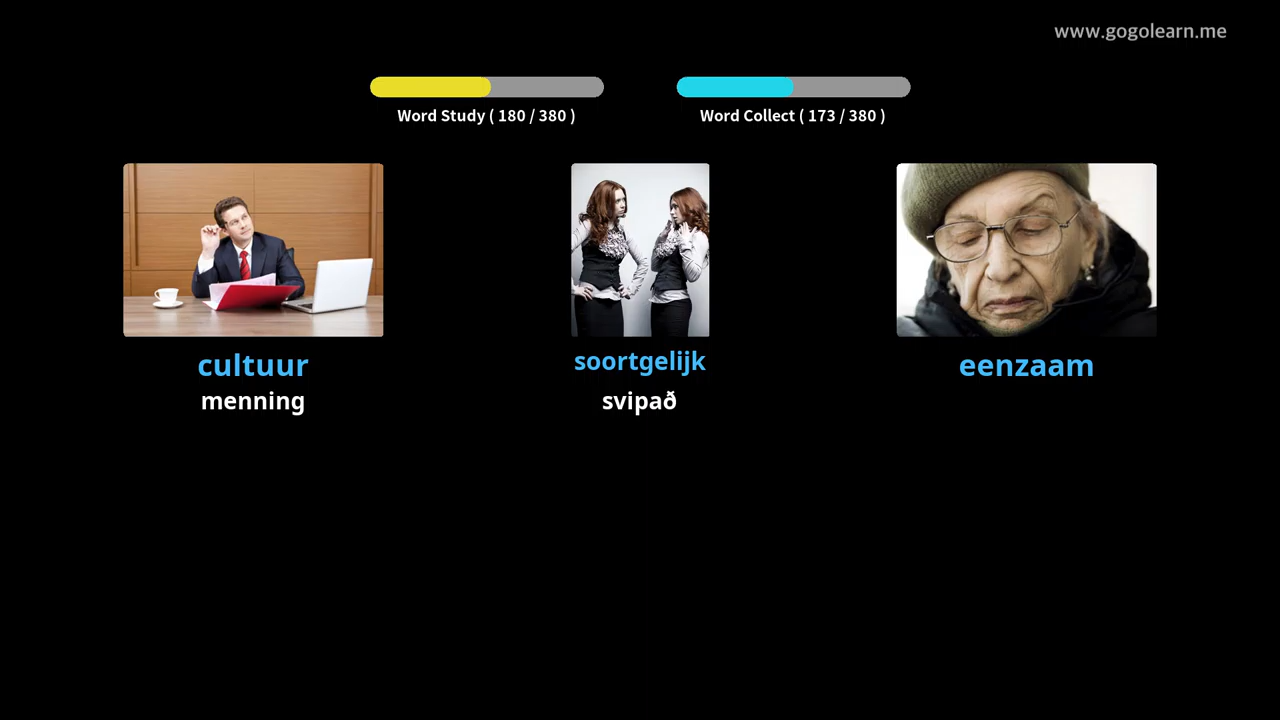 www.gogolearn.me
Word Study ( 180 / 380 )
Word Collect ( 173 / 380 )
cultuur
menning
soortgelijk
svipað
eenzaam